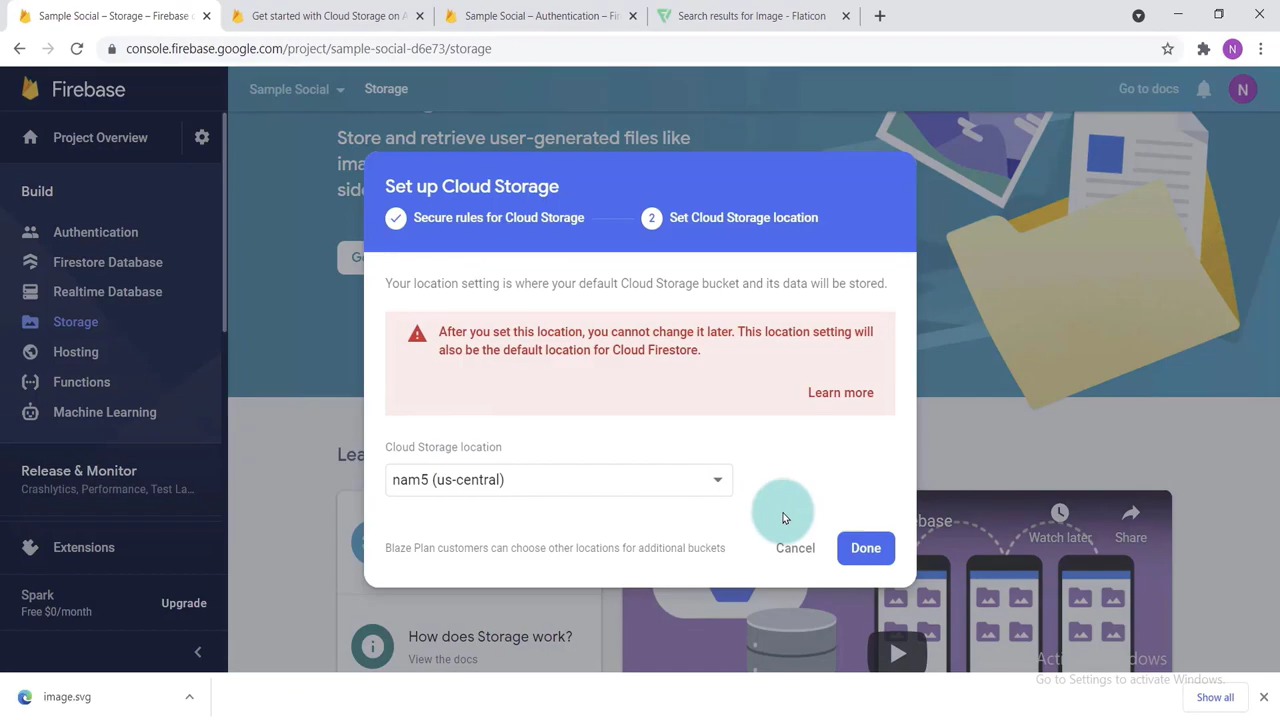 Sample Social – Storage – Firebase c
Get started with Cloud Storage on A
Sample Social – Authentication – Fi
Search results for Image - Flaticon
console.firebase.google.com/project/sample-social-d6e73/storage
N
Firebase
Sample Social
Storage
Go to docs
N
Project Overview
Store and retrieve user-generated files like
ima
side
Build
Authentication
Firestore Database
Realtime Database
Storage
Hosting
Functions
Machine Learning
Release & Monitor
Crashlytics, Performance, Test La...
Extensions
Spark
Free $0/month
Upgrade
Set up Cloud Storage
Secure rules for Cloud Storage
2
Set Cloud Storage location
Your location setting is where your default Cloud Storage bucket and its data will be stored.
After you set this location, you cannot change it later. This location setting will
also be the default location for Cloud Firestore.
Learn more
Cloud Storage location
nam5 (us-central)
Blaze Plan customers can choose other locations for additional buckets
Cancel
Done
Lea
ebase
Watch later
Share
How does Storage work?
View the docs
Activate Windows
Go to Settings to activate Windows.
image.svg
Show all